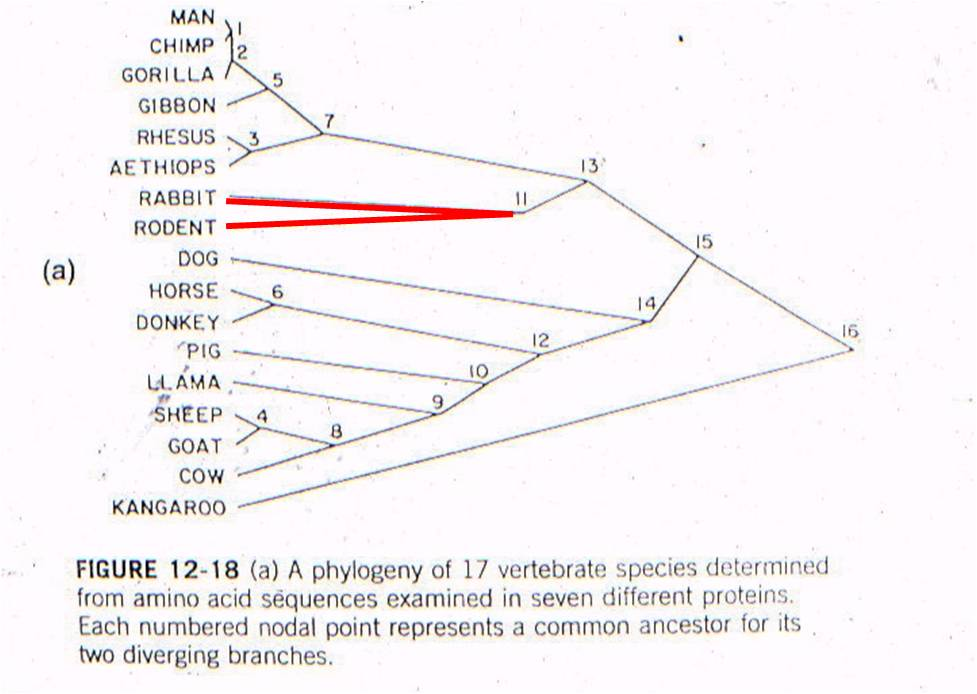 MAN
1
CHIMP
2
GORILLA
5
GIBBON
7
RHESUS
3
AETHIOPS
13
RABBIT
11
RODENT
15
DOG
(a)
HORSE
6
14
DONKEY
12
16
PIG
10
LLAMA
9
SHEEP
4
8
GOAT
COW
KANGAROO
FIGURE 12-18 (a) A phylogeny of 17 vertebrate species determined
from amino acid sequences examined in seven different proteins.
Each numbered nodal point represents a common ancestor for its
two diverging branches.